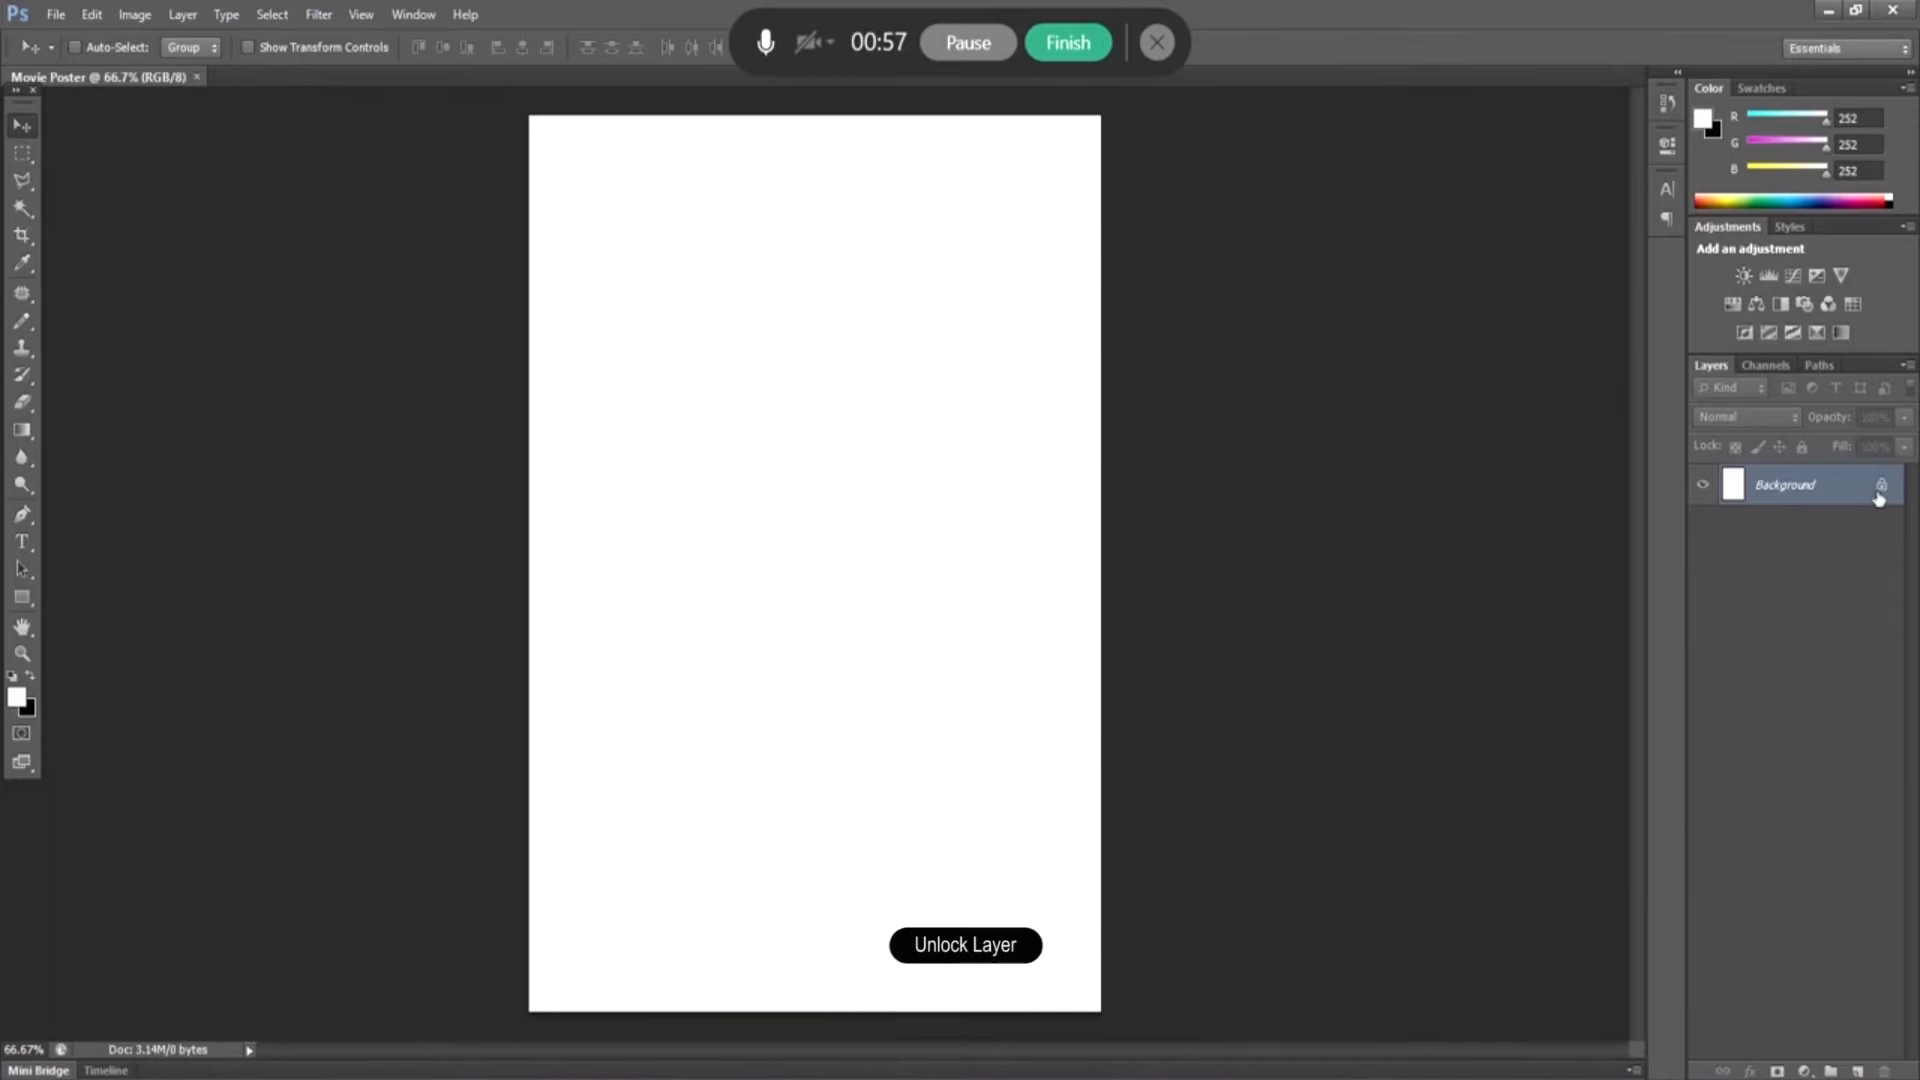 Ps File Edit Image Layer Type Select Filter View Window Help
Auto-Select: Group Show Transform Controls
00:57 Pause Finish
Essentials
Movie Poster @ 66.7% (RGB/8) ×
Color Swatches
R 252
G 252
B 252
Adjustments Styles
Add an adjustment
Layers Channels Paths
Kind
Normal Opacity: 100%
Lock: Fill: 100%
Background
Unlock Layer
66.67% Doc: 3.14M/0 bytes
Mini Bridge Timeline